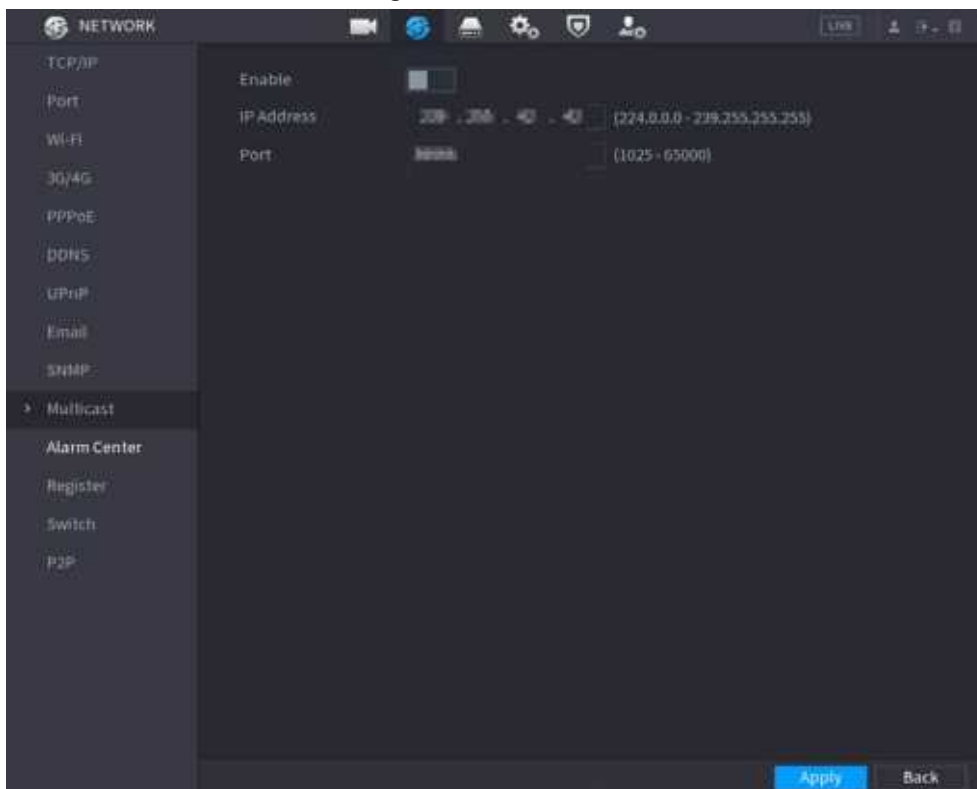 NETWORK
LIVE
TCP/IP
Port
Wi-Fi
3G/4G
PPPoE
DDNS
UPnP
Email
SNMP
Multicast
Alarm Center
Register
Switch
P2P
Enable
IP Address
(224.0.0.0 - 239.255.255.255)
Port
(1025 - 65000)
Apply
Back